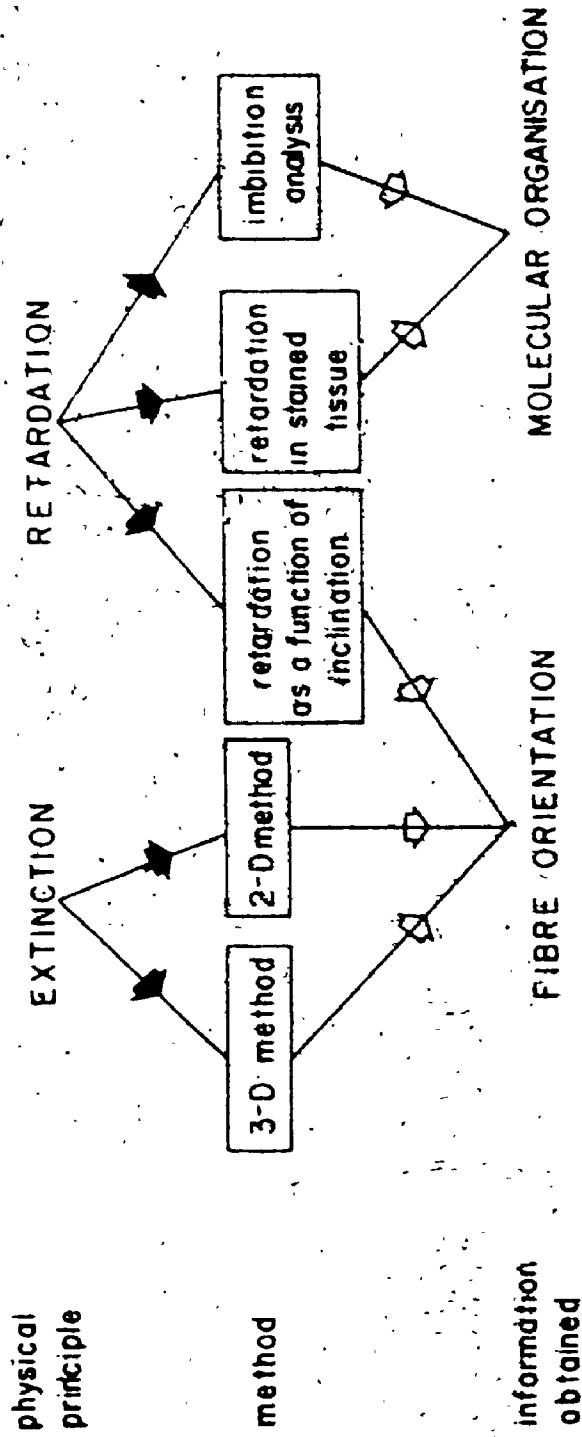 physical
principle
EXTINCTION
RETARDATION
method
3-D method
2-D method
retardation
as a function of
inclination
retardation
in stained
tissue
imbibition
analysis
information
obtained
FIBRE ORIENTATION
MOLECULAR ORGANISATION